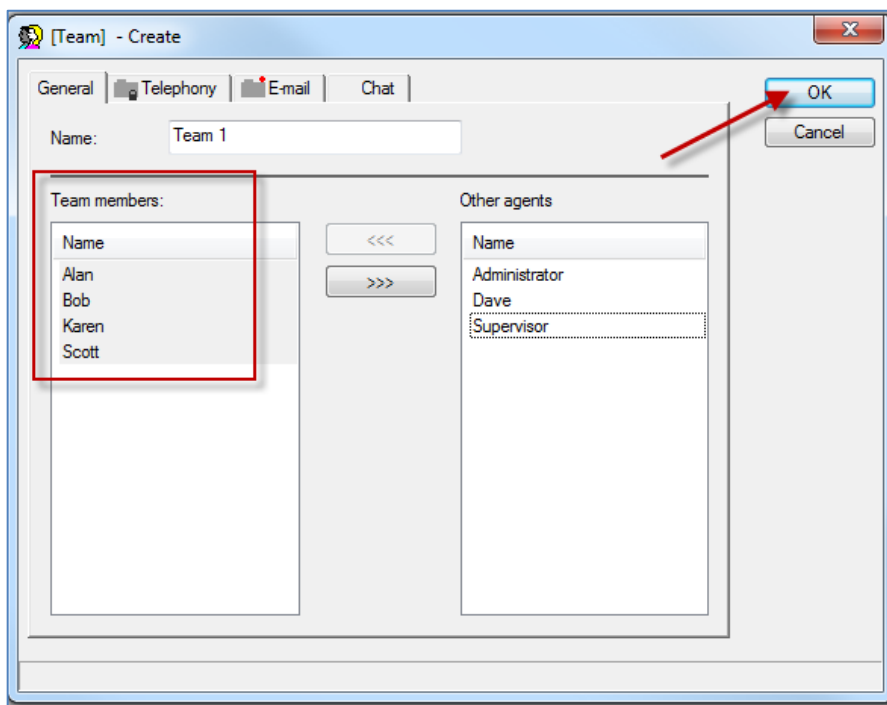 [Team] - Create
X
General Telephony E-mail Chat
OK
Name: Team 1
Cancel
Team members: Other agents
Name <<< Name
Alan >>> Administrator
Bob Dave
Karen Supervisor
Scott